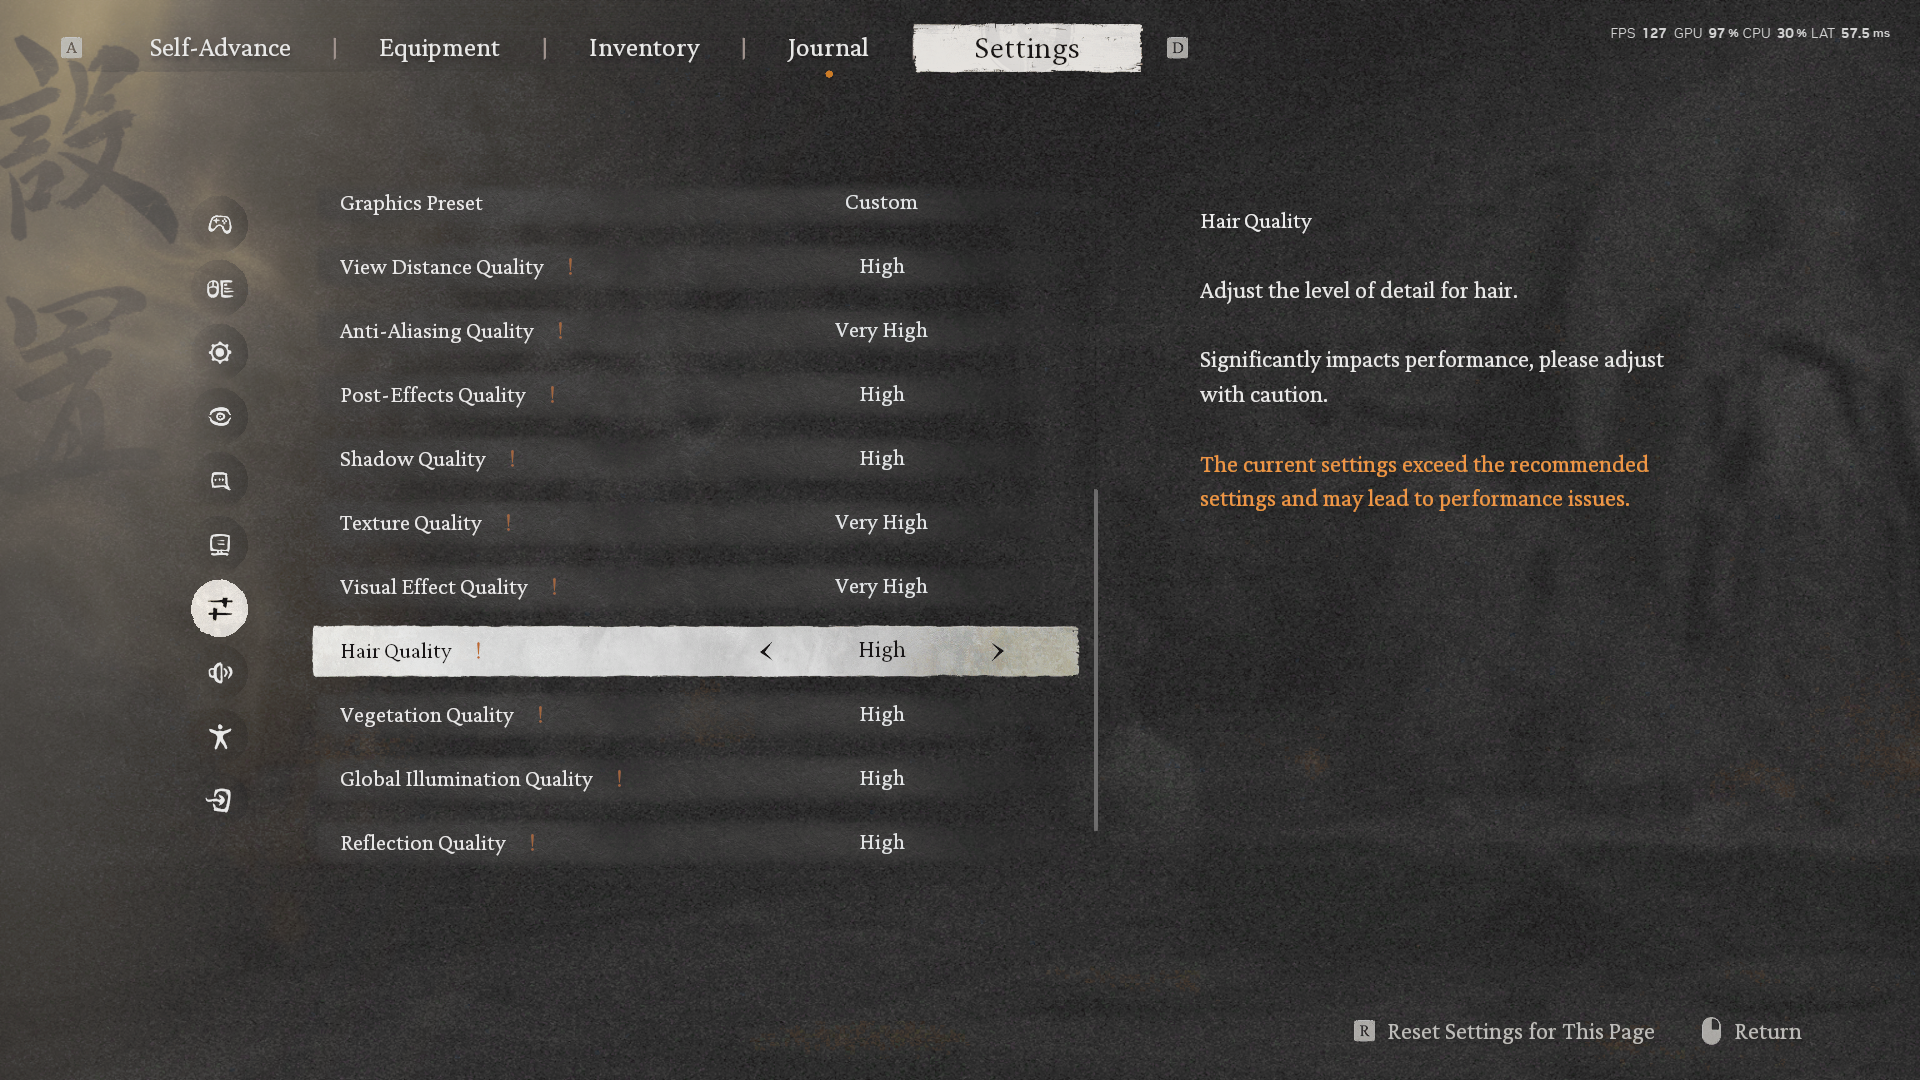 設置
A
Self-Advance
Equipment
Inventory
Journal
Settings
D
FPS 127 GPU 97 % CPU 30 % LAT 57.5 ms
Graphics Preset Custom
View Distance Quality ! High
Anti-Aliasing Quality ! Very High
Post-Effects Quality ! High
Shadow Quality ! High
Texture Quality ! Very High
Visual Effect Quality ! Very High
Hair Quality ! < High >
Vegetation Quality ! High
Global Illumination Quality ! High
Reflection Quality ! High
Hair Quality
Adjust the level of detail for hair.
Significantly impacts performance, please adjust
with caution.
The current settings exceed the recommended
settings and may lead to performance issues.
R Reset Settings for This Page
Return